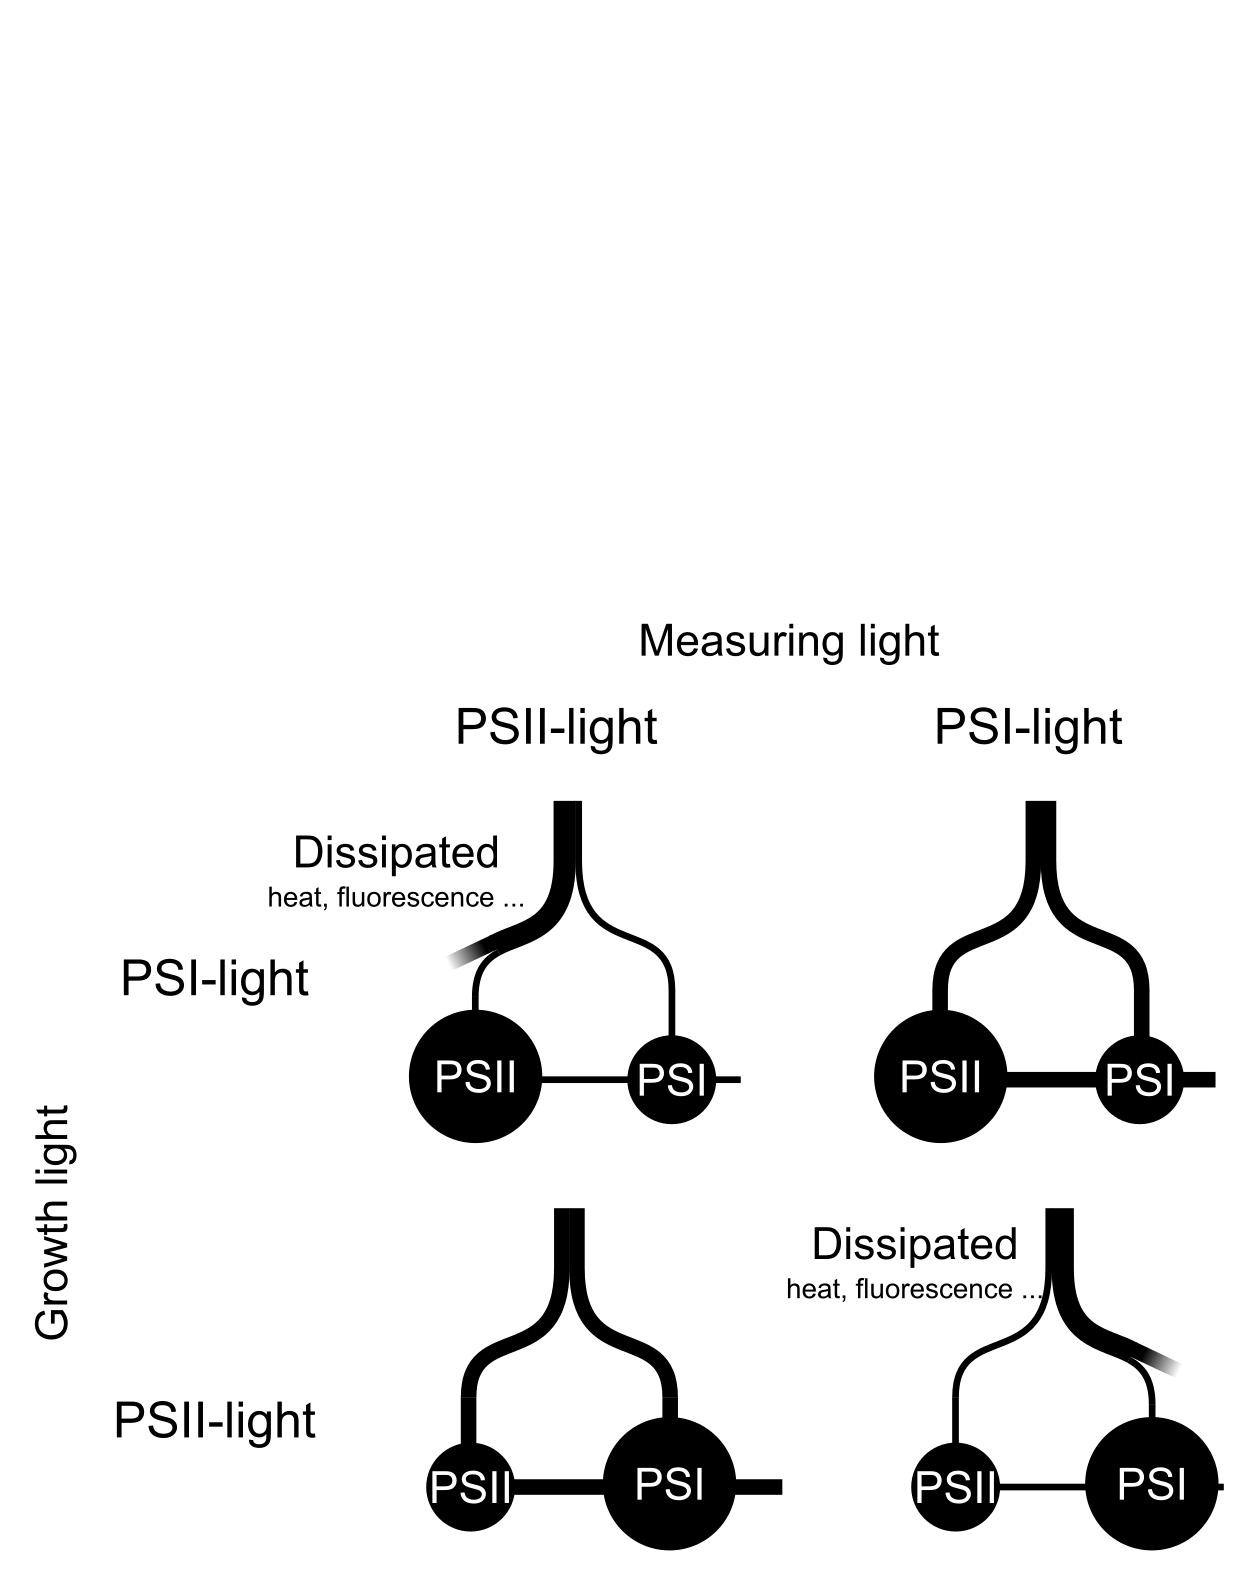 Measuring light
PSII-light
PSI-light
Dissipated
heat, fluorescence ...
PSI-light
PSII
PSI
PSII
PSI
Growth light
Dissipated
heat, fluorescence ...
PSII-light
PSII
PSI
PSII
PSI